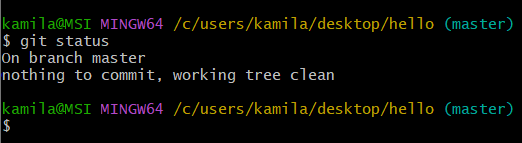 kamila@MSI MINGW64 /c/users/kamila/desktop/hello (master)
$ git status
On branch master
nothing to commit, working tree clean
kamila@MSI MINGW64 /c/users/kamila/desktop/hello (master)
$